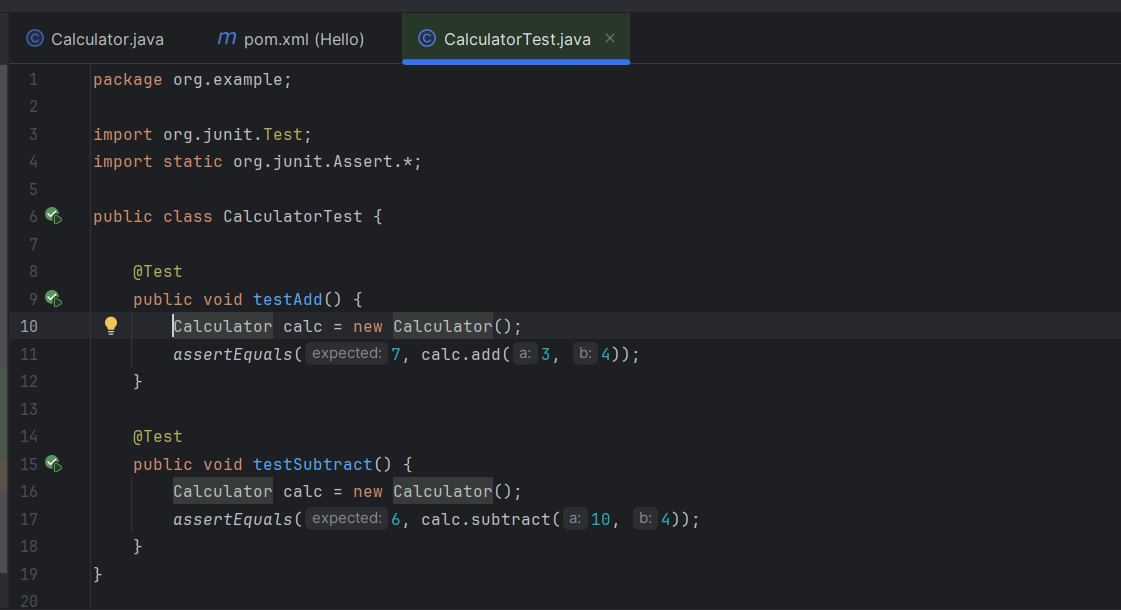 Calculator.java m pom.xml (Hello) CalculatorTest.java
1 package org.example;
2
3 import org.junit.Test;
4 import static org.junit.Assert.*;
5
6 public class CalculatorTest {
7
8 @Test
9 public void testAdd() {
10 Calculator calc = new Calculator();
11 assertEquals( expected: 7, calc.add( a: 3, b: 4));
12 }
13
14 @Test
15 public void testSubtract() {
16 Calculator calc = new Calculator();
17 assertEquals( expected: 6, calc.subtract( a: 10, b: 4));
18 }
19 }
20